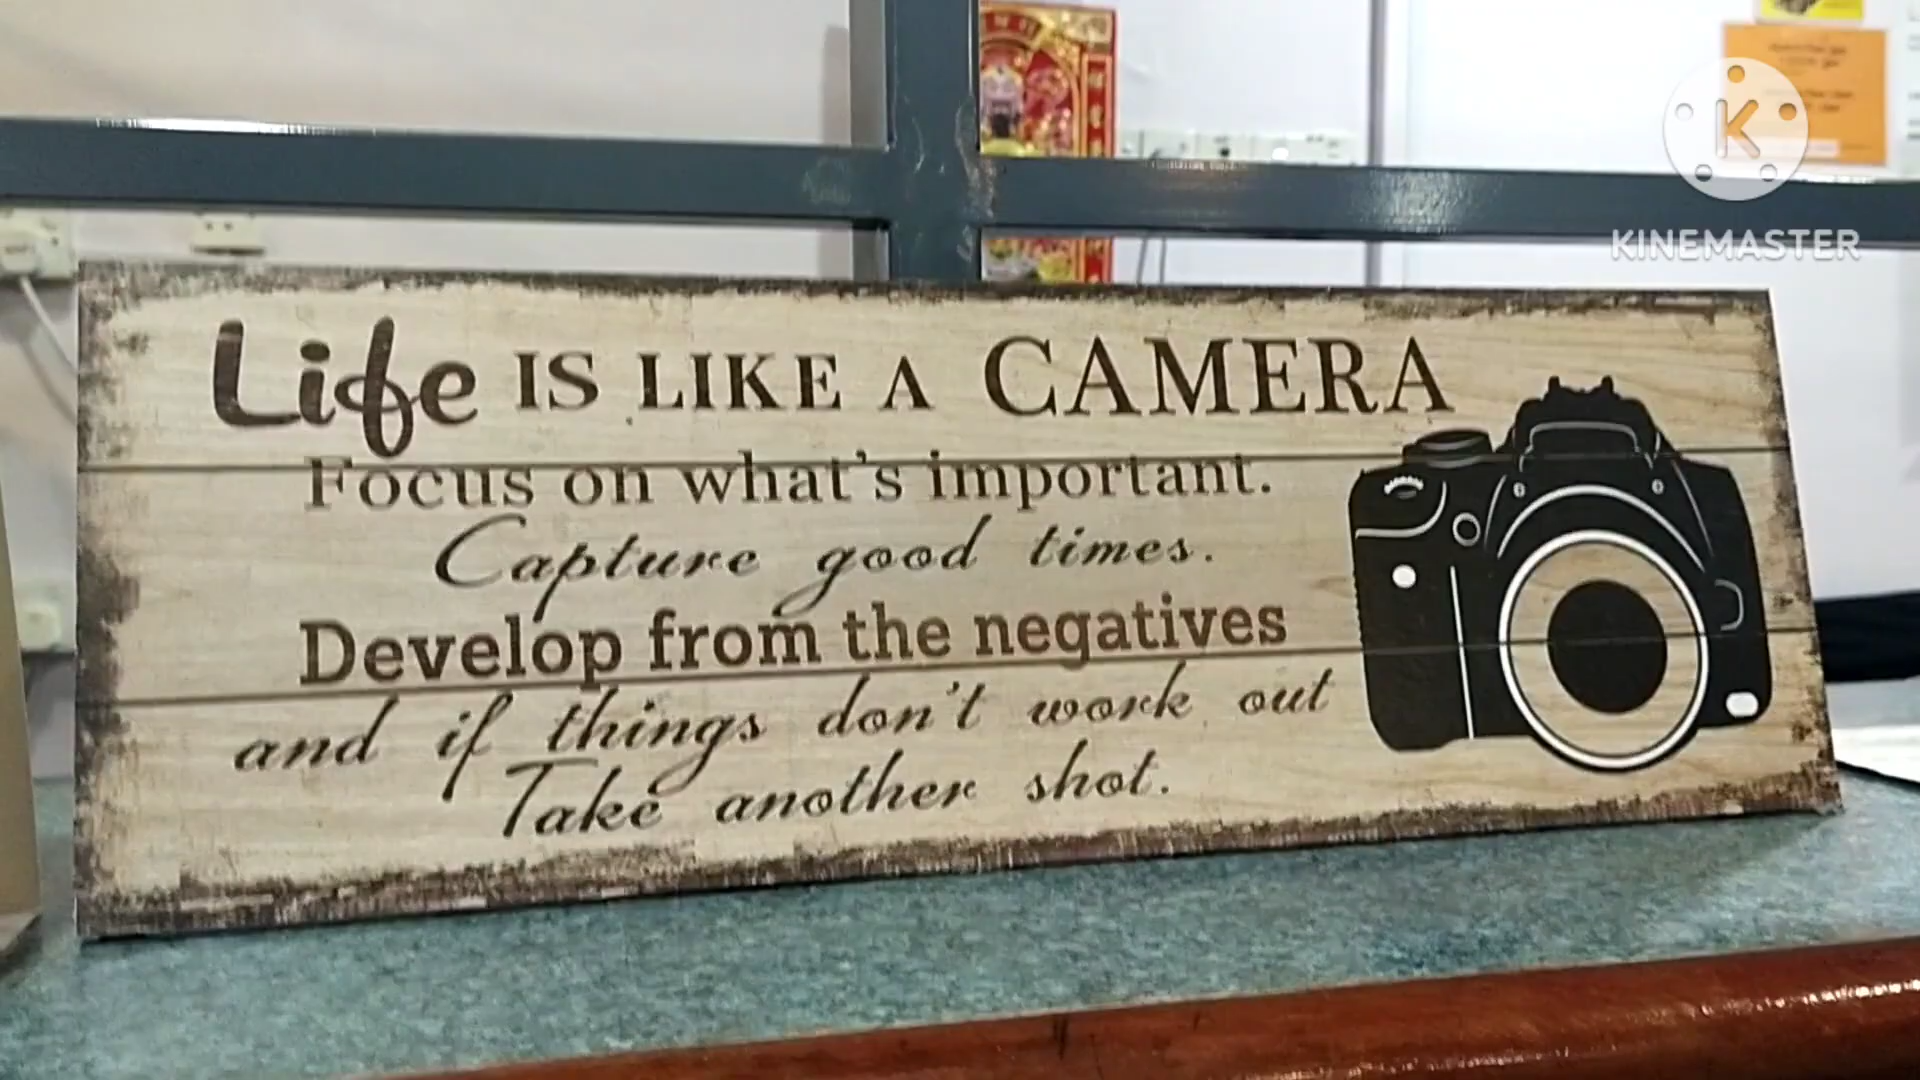 Life IS LIKE A CAMERA
Focus on what's important.
Capture good times.
Develop from the negatives
and if things don't work out
Take another shot.
K
KINEMASTER